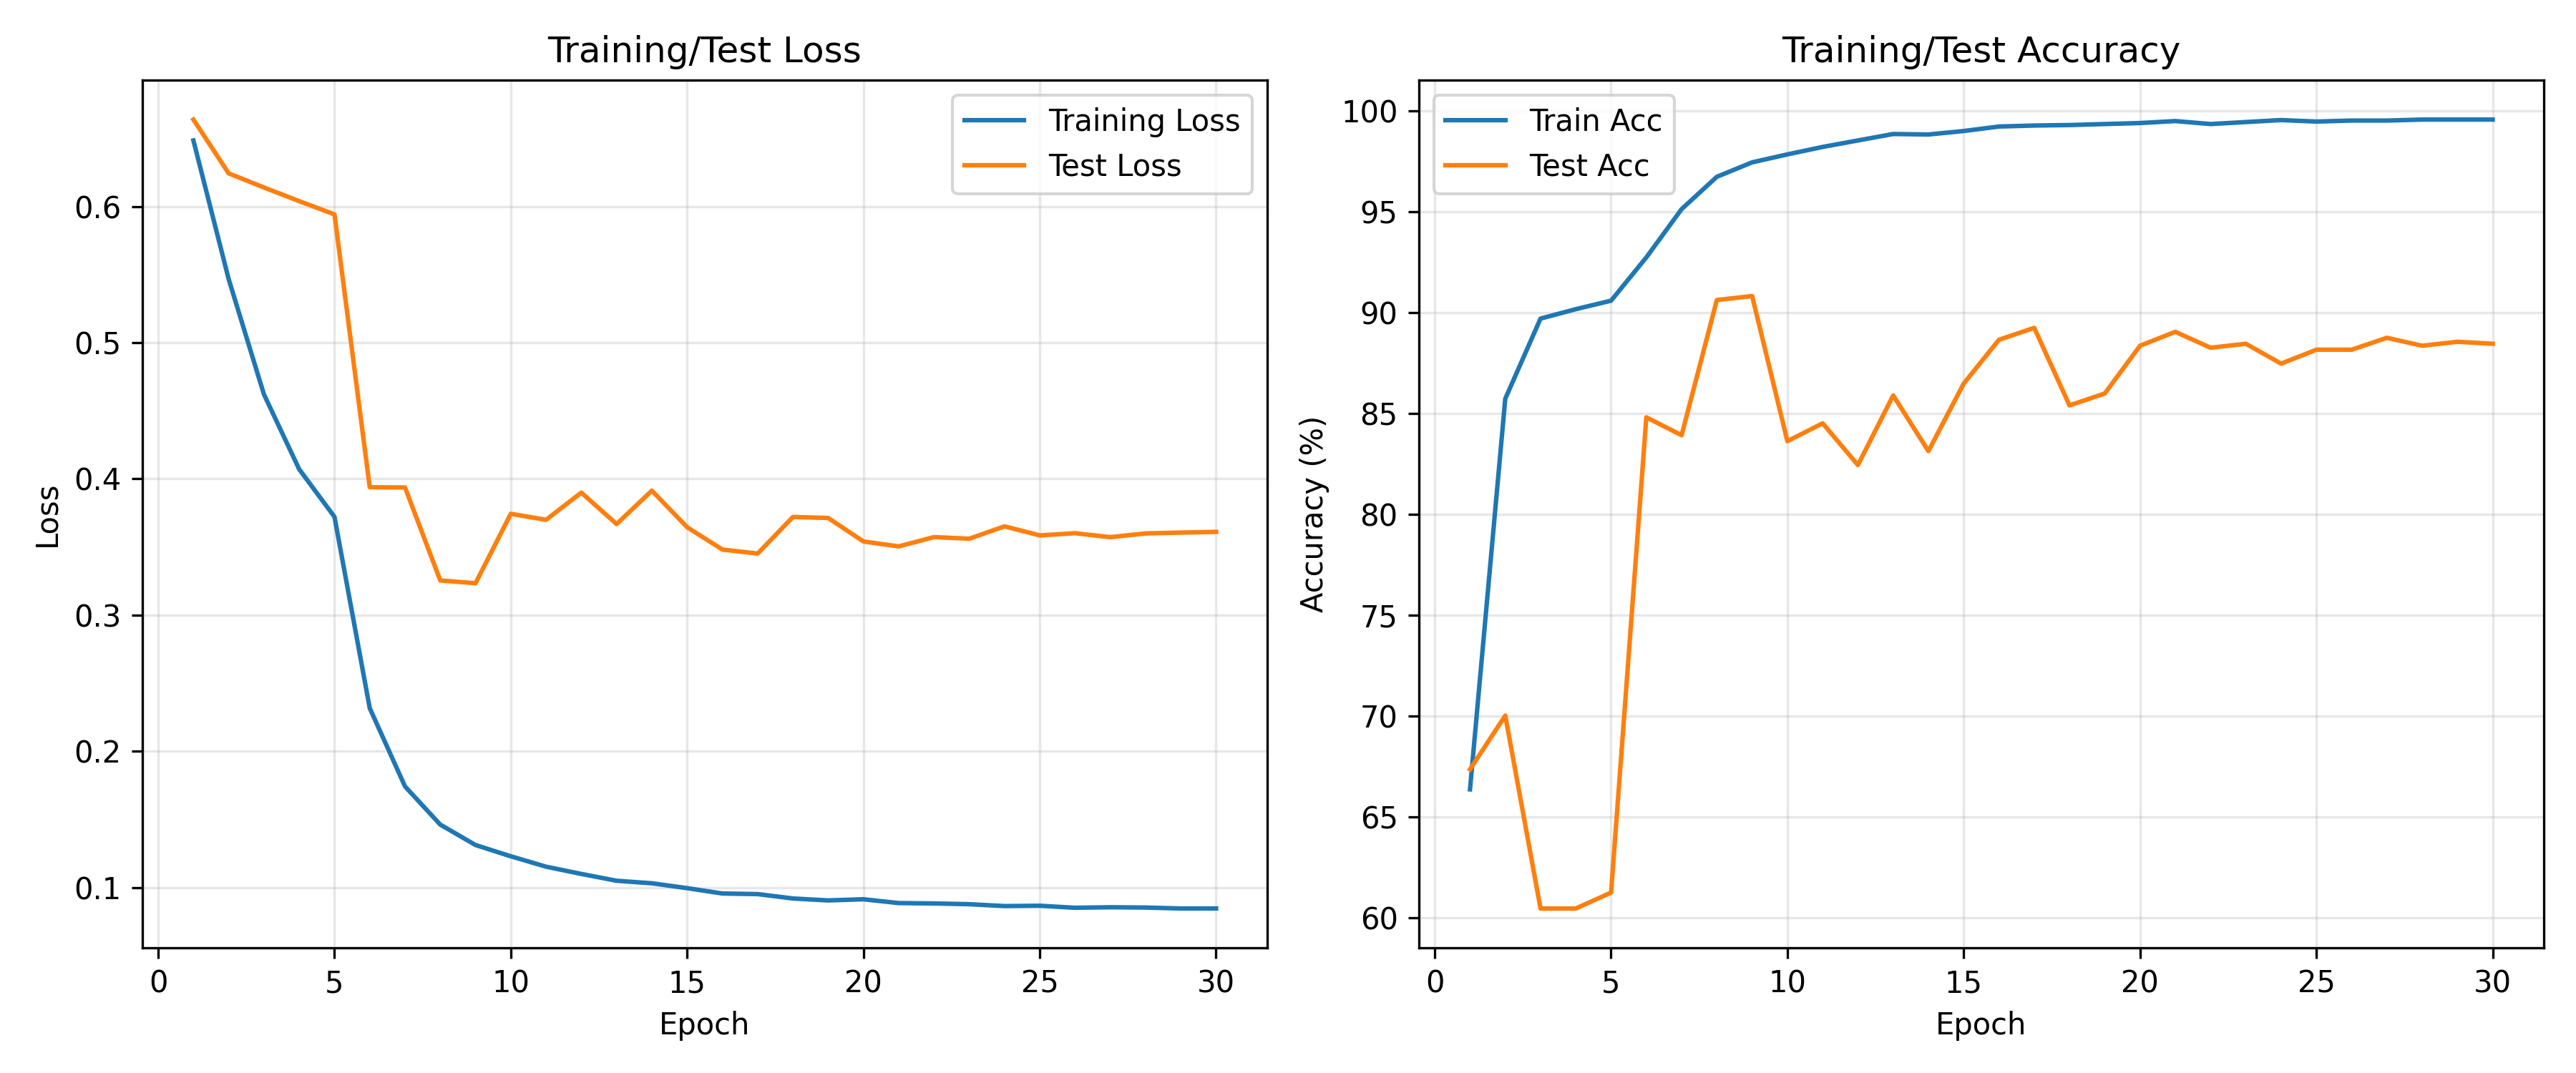 Training/Test Loss
Training Loss
Test Loss
0.6
0.5
0.4
0.3
0.2
0.1
Loss
0 5 10 15 20 25 30
Epoch
Training/Test Accuracy
Train Acc
Test Acc
100
95
90
85
80
75
70
65
60
Accuracy (%)
0 5 10 15 20 25 30
Epoch